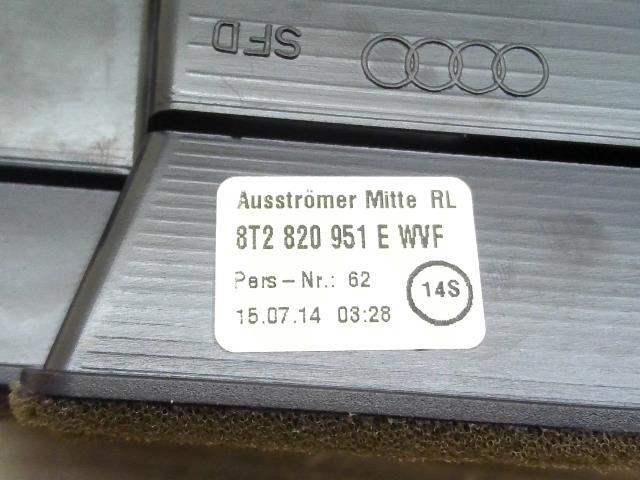 SFD
Ausströmer Mitte RL
8T2 820 951 E WVF
Pers-Nr.: 62
14S
15.07.14 03:28